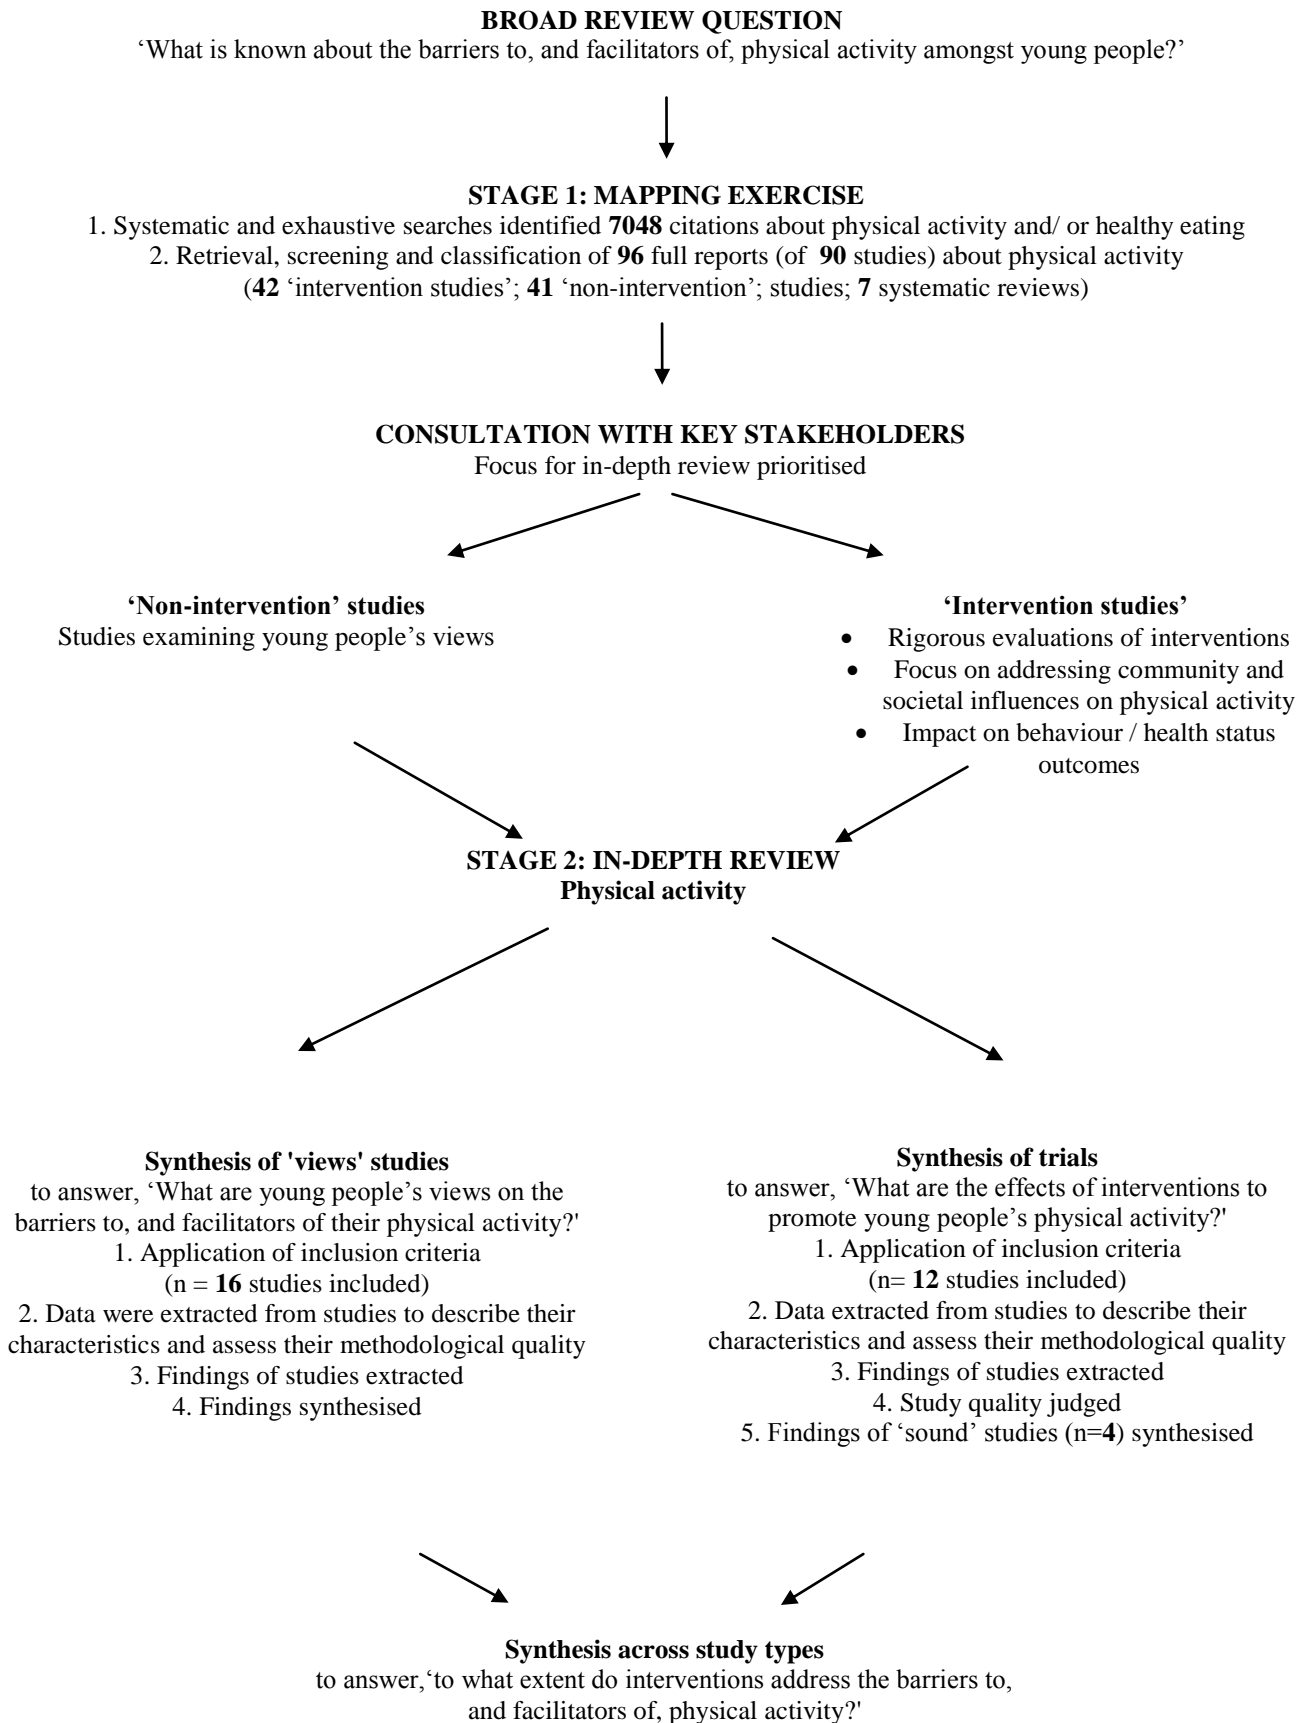 BROAD REVIEW QUESTION
‘What is known about the barriers to, and facilitators of, physical activity amongst young people?’
STAGE 1: MAPPING EXERCISE
1. Systematic and exhaustive searches identified 7048 citations about physical activity and/ or healthy eating
2. Retrieval, screening and classification of 96 full reports (of 90 studies) about physical activity
(42 ‘intervention studies’; 41 ‘non-intervention’; studies; 7 systematic reviews)
CONSULTATION WITH KEY STAKEHOLDERS
Focus for in-depth review prioritised
‘Non-intervention’ studies
Studies examining young people’s views
‘Intervention studies’
• Rigorous evaluations of interventions
• Focus on addressing community and
societal influences on physical activity
• Impact on behaviour / health status
outcomes
STAGE 2: IN-DEPTH REVIEW
Physical activity
Synthesis of 'views' studies
to answer, ‘What are young people’s views on the
barriers to, and facilitators of their physical activity?'
1. Application of inclusion criteria
(n = 16 studies included)
2. Data were extracted from studies to describe their
characteristics and assess their methodological quality
3. Findings of studies extracted
4. Findings synthesised
Synthesis of trials
to answer, ‘What are the effects of interventions to
promote young people’s physical activity?'
1. Application of inclusion criteria
(n= 12 studies included)
2. Data extracted from studies to describe their
characteristics and assess their methodological quality
3. Findings of studies extracted
4. Study quality judged
5. Findings of ‘sound’ studies (n=4) synthesised
Synthesis across study types
to answer,‘to what extent do interventions address the barriers to,
and facilitators of, physical activity?'